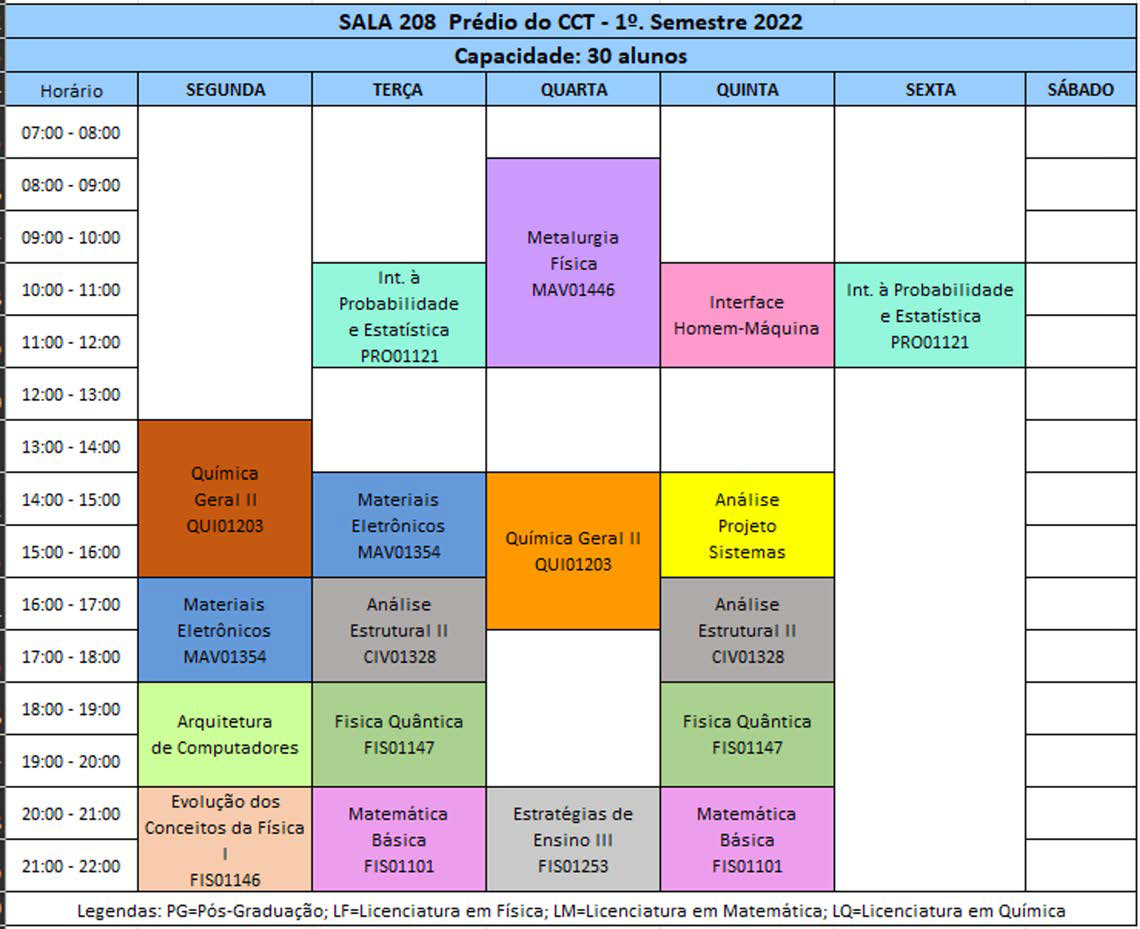 SALA 208 Prédio do CCT - 1º. Semestre 2022
Capacidade: 30 alunos
Horário SEGUNDA TERÇA QUARTA QUINTA SEXTA SÁBADO
07:00 - 08:00
08:00 - 09:00
09:00 - 10:00
10:00 - 11:00
11:00 - 12:00
12:00 - 13:00
13:00 - 14:00
14:00 - 15:00
15:00 - 16:00
16:00 - 17:00
17:00 - 18:00
18:00 - 19:00
19:00 - 20:00
20:00 - 21:00
21:00 - 22:00
Química
Geral II
QUI01203
Materiais
Eletrônicos
MAV01354
Arquitetura
de Computadores
Evolução dos
Conceitos da Física
I
FIS01146
Int. à
Probabilidade
e Estatística
PRO01121
Materiais
Eletrônicos
MAV01354
Análise
Estrutural II
CIV01328
Fisica Quântica
FIS01147
Matemática
Básica
FIS01101
Metalurgia
Física
MAV01446
Química Geral II
QUI01203
Estratégias de
Ensino III
FIS01253
Interface
Homem-Máquina
Análise
Projeto
Sistemas
Análise
Estrutural II
CIV01328
Fisica Quântica
FIS01147
Matemática
Básica
FIS01101
Int. à Probabilidade
e Estatística
PRO01121
Legendas: PG=Pós-Graduação; LF=Licenciatura em Física; LM=Licenciatura em Matemática; LQ=Licenciatura em Química